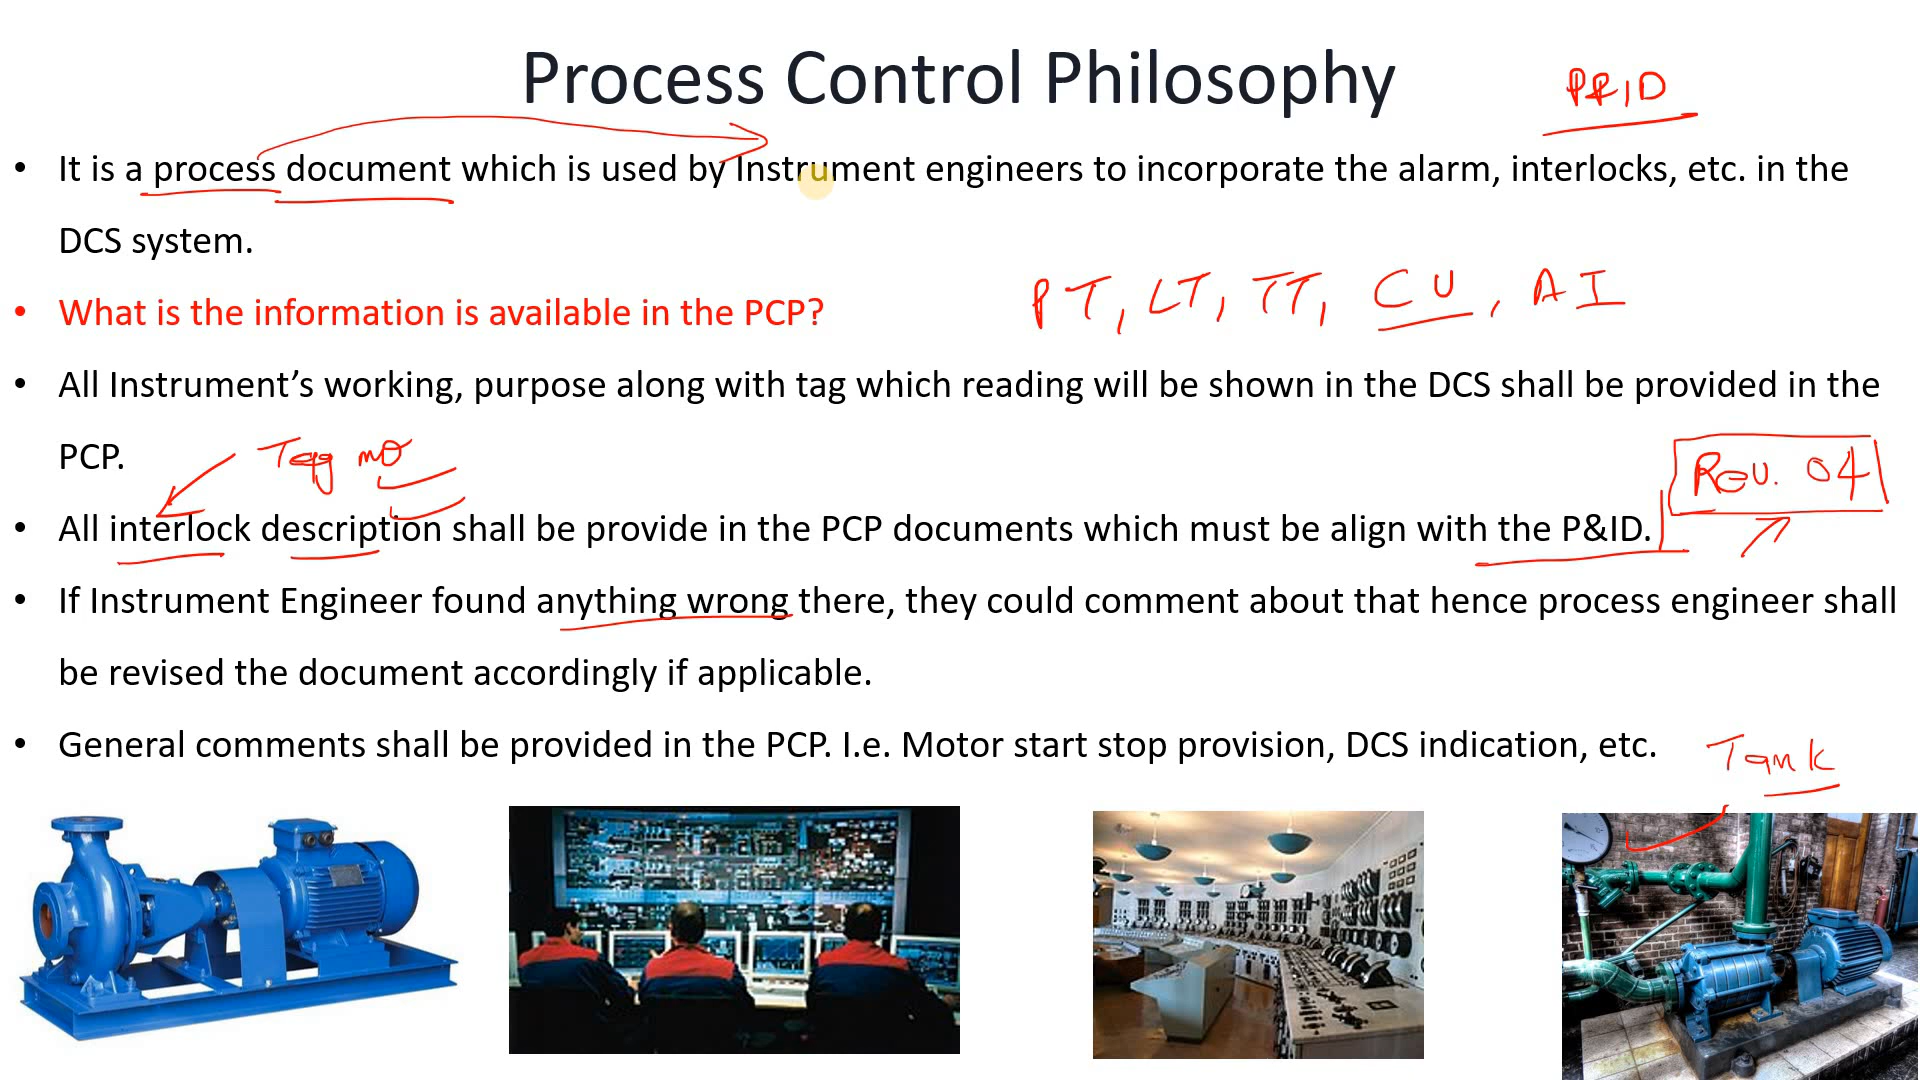 Process Control Philosophy
P&ID
• It is a process document which is used by Instrument engineers to incorporate the alarm, interlocks, etc. in the
DCS system.
• What is the information is available in the PCP?
PT, LT, TT, CV, AI
• All Instrument’s working, purpose along with tag which reading will be shown in the DCS shall be provided in the
PCP.
Tag no
Rev. 04
• All interlock description shall be provide in the PCP documents which must be align with the P&ID.
• If Instrument Engineer found anything wrong there, they could comment about that hence process engineer shall
be revised the document accordingly if applicable.
• General comments shall be provided in the PCP. I.e. Motor start stop provision, DCS indication, etc.
Tank